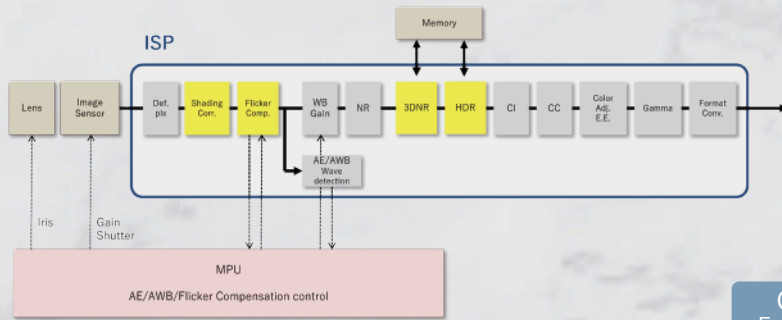 Memory
ISP
Lens
Image
Sensor
Def.
pix
Shading
Corr.
Flicker
Comp.
WB
Gain
NR
3DNR
HDR
CI
CC
Color
Adj.
E.E.
Gamma
Format
Conv.
AE/AWB
Wave
detection
Iris
Gain
Shutter
MPU
AE/AWB/Flicker Compensation control